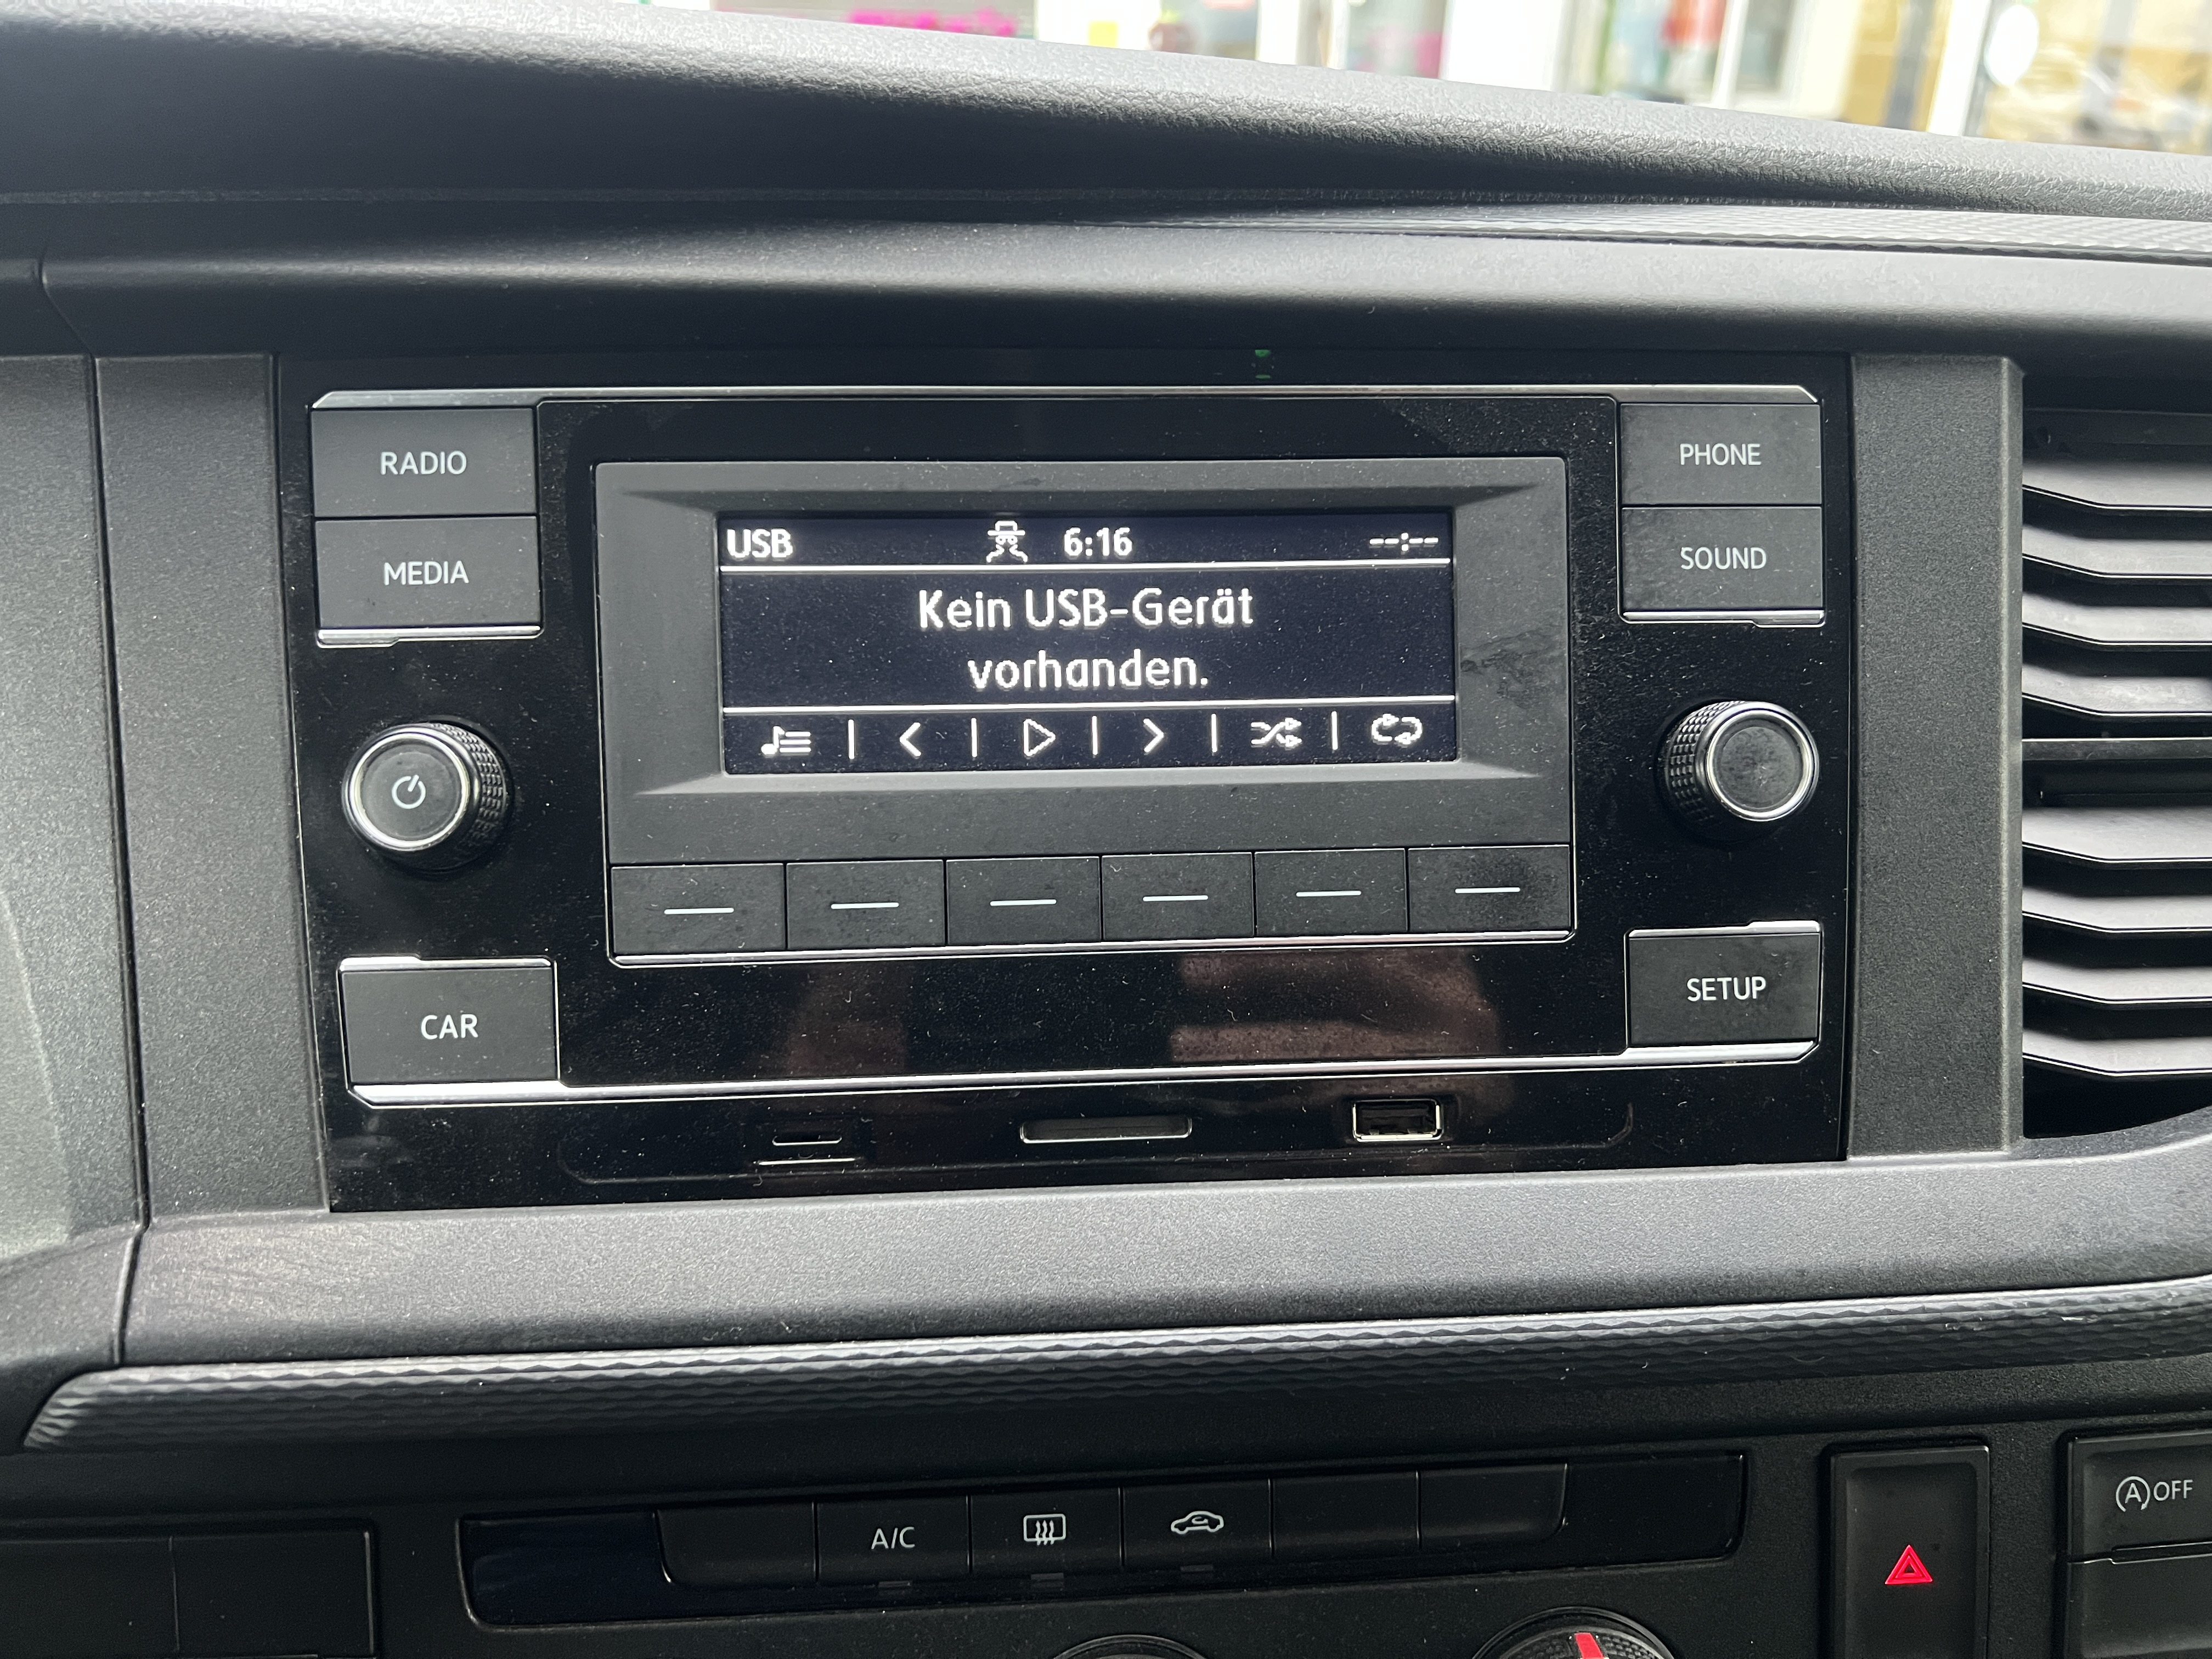 RADIO
MEDIA
PHONE
SOUND
USB 6:16 --:--
Kein USB-Gerät
vorhanden.
CAR
SETUP
A/C
A OFF